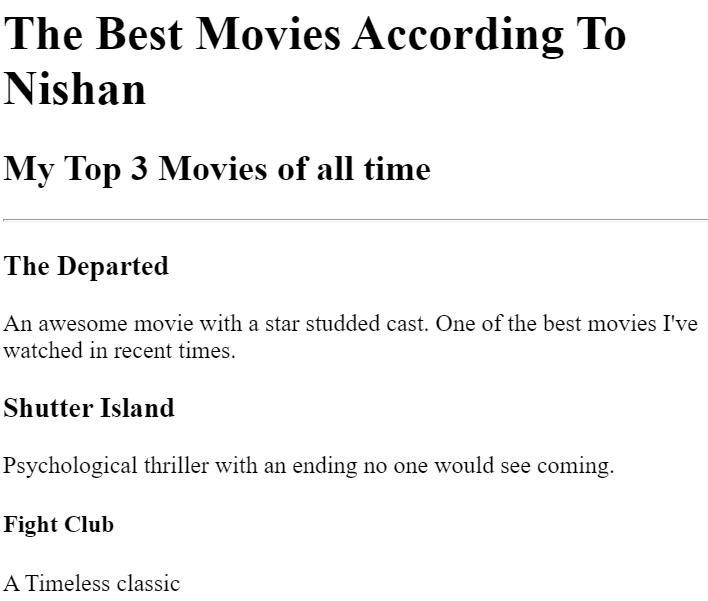 The Best Movies According To
Nishan
My Top 3 Movies of all time
The Departed
An awesome movie with a star studded cast. One of the best movies I've
watched in recent times.
Shutter Island
Psychological thriller with an ending no one would see coming.
Fight Club
A Timeless classic